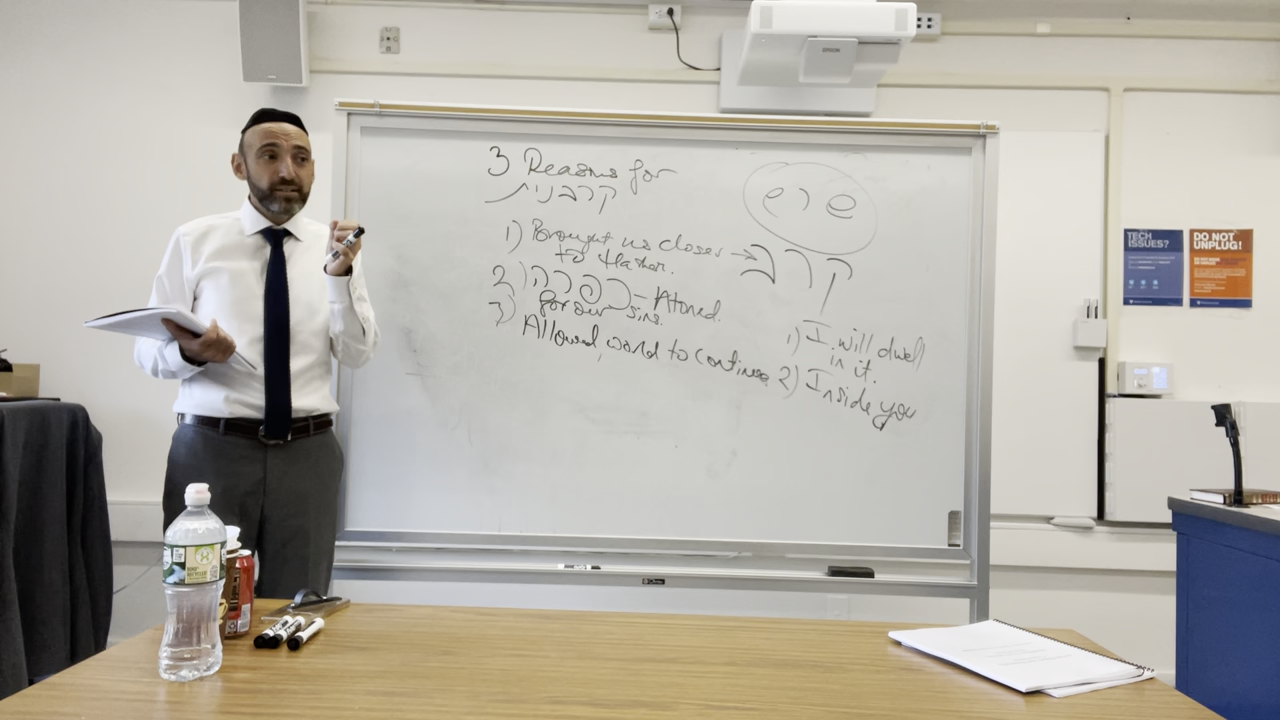 EPSON
3 Reasons for
קרבנות
1) Brought us closer →
to Hashem.
2) כפרה - Atoned
for our sins.
3) Allowed world to continue
שרש
קרב
1) I will dwell
in it.
2) Inside you
TECH
ISSUES?
DO NOT
UNPLUG!